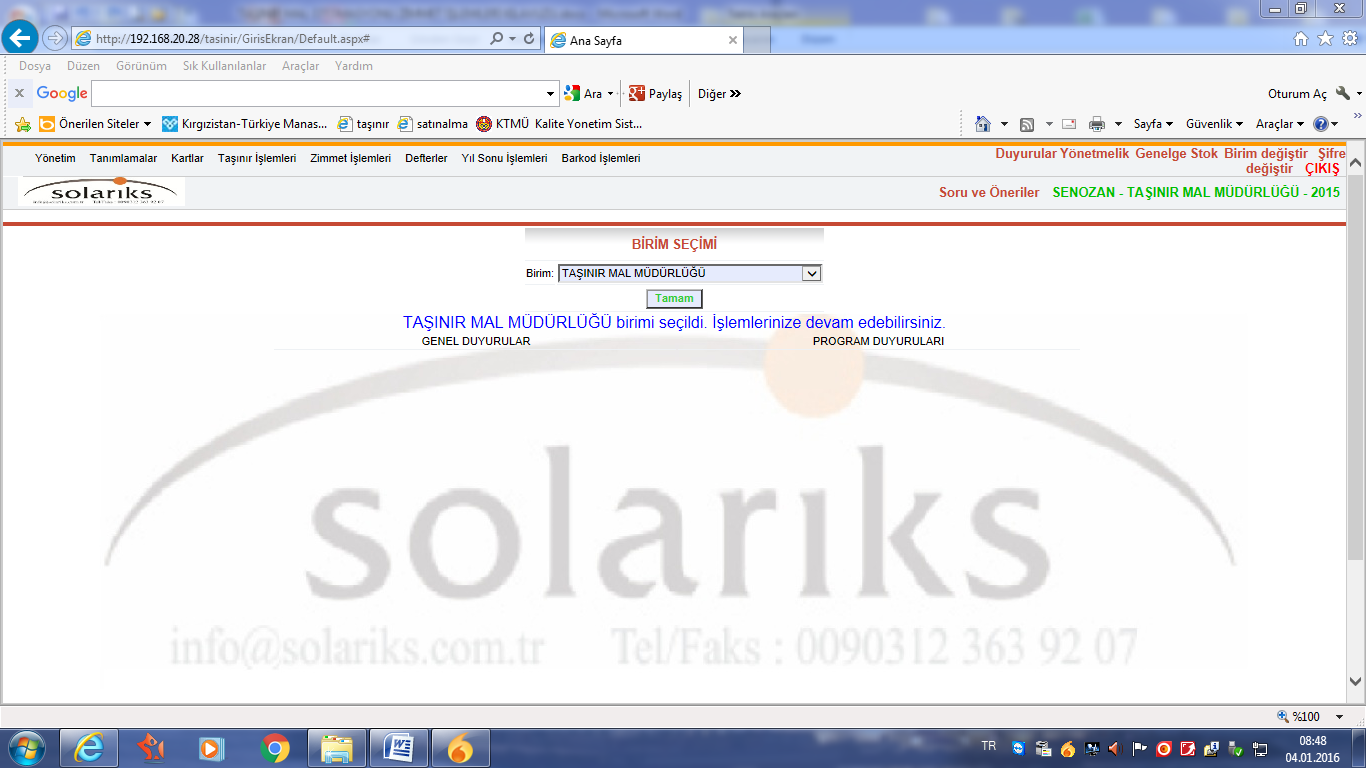 http://192.168.20.28/tasinir/GirisEkran/Default.aspx#
Ana Sayfa
Dosya Düzen Görünüm Sık Kullanılanlar Araçlar Yardım
x Google Ara Paylaş Diğer »
Oturum Aç
Önerilen Siteler Kırgızistan-Türkiye Manas... taşınır satınalma KTMÜ Kalite Yonetim Sist...
Sayfa Güvenlik Araçlar
Yönetim Tanımlamalar Kartlar Taşınır İşlemleri Zimmet İşlemleri Defterler Yıl Sonu İşlemleri Barkod İşlemleri
Duyurular Yönetmelik Genelge Stok Birim değiştir Şifre
değiştir ÇIKIŞ
solarıks
Soru ve Öneriler SENOZAN - TAŞINIR MAL MÜDÜRLÜĞÜ - 2015
BİRİM SEÇİMİ
Birim: TAŞINIR MAL MÜDÜRLÜĞÜ
Tamam
TAŞINIR MAL MÜDÜRLÜĞÜ birimi seçildi. İşlemlerinize devam edebilirsiniz.
GENEL DUYURULAR PROGRAM DUYURULARI
solarıks
info@solariks.com.tr Tel/Faks : 0090312 363 92 07
%100
TR
08:48
04.01.2016